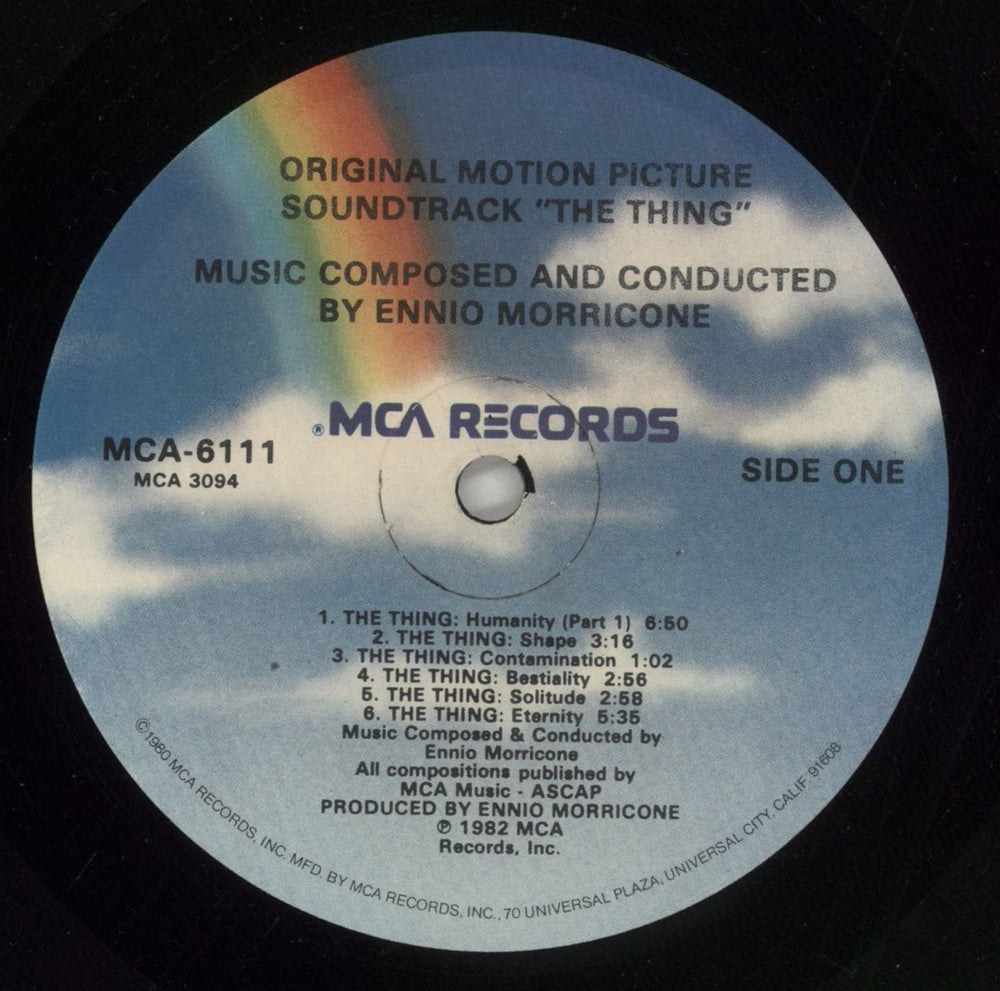 ORIGINAL MOTION PICTURE
SOUNDTRACK "THE THING"
MUSIC COMPOSED AND CONDUCTED
BY ENNIO MORRICONE
®MCA RECORDS
MCA-6111
MCA 3094
SIDE ONE
1. THE THING: Humanity (Part 1) 6:50
2. THE THING: Shape 3:16
3. THE THING: Contamination 1:02
4. THE THING: Bestiality 2:56
5. THE THING: Solitude 2:58
6. THE THING: Eternity 5:35
Music Composed & Conducted by
Ennio Morricone
All compositions published by
MCA Music - ASCAP
PRODUCED BY ENNIO MORRICONE
℗ 1982 MCA
Records, Inc.
©1980 MCA RECORDS, INC. MFD. BY MCA RECORDS, INC., 70 UNIVERSAL PLAZA, UNIVERSAL CITY, CALIF. 91608